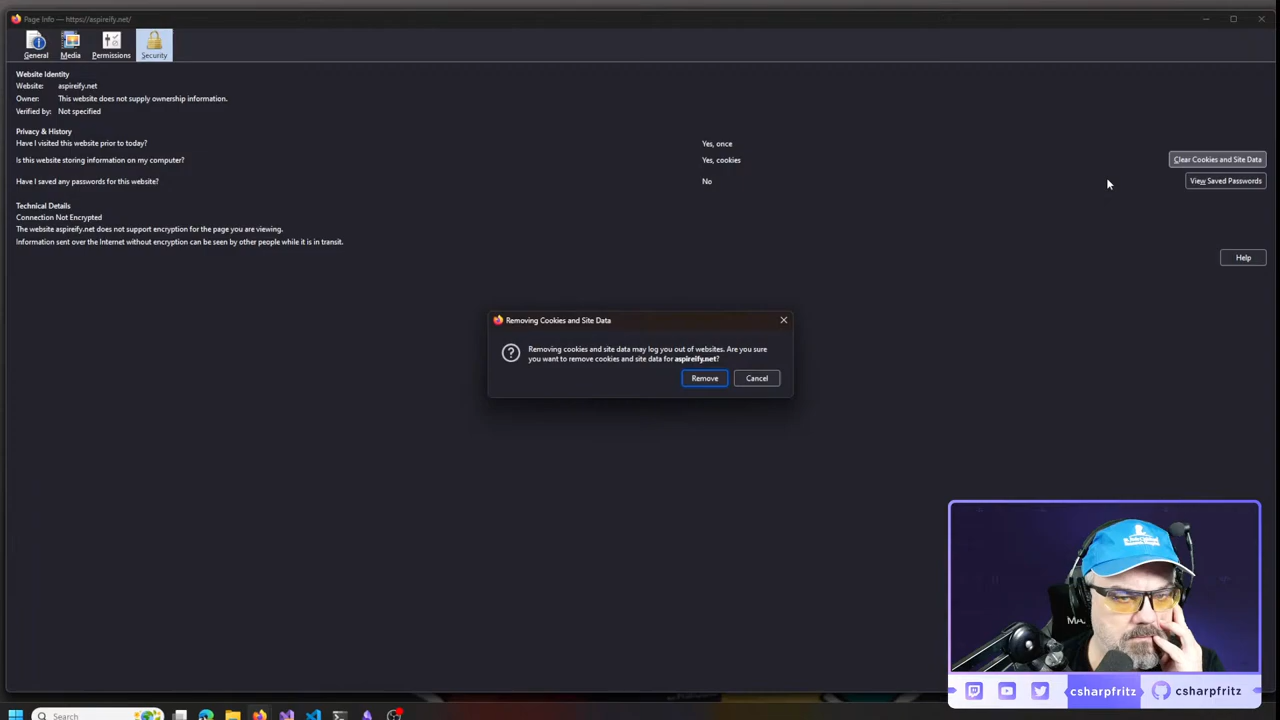 Page Info — https://aspireify.net/
General
Media
Permissions
Security
Website Identity
Website: aspireify.net
Owner: This website does not supply ownership information.
Verified by: Not specified
Privacy & History
Have I visited this website prior to today? Yes, once
Is this website storing information on my computer? Yes, cookies Clear Cookies and Site Data
Have I saved any passwords for this website? No View Saved Passwords
Technical Details
Connection Not Encrypted
The website aspireify.net does not support encryption for the page you are viewing.
Information sent over the Internet without encryption can be seen by other people while it is in transit.
Help
Removing Cookies and Site Data
Removing cookies and site data may log you out of websites. Are you sure
you want to remove cookies and site data for aspireify.net?
Remove Cancel
csharpfritz csharpfritz
Search